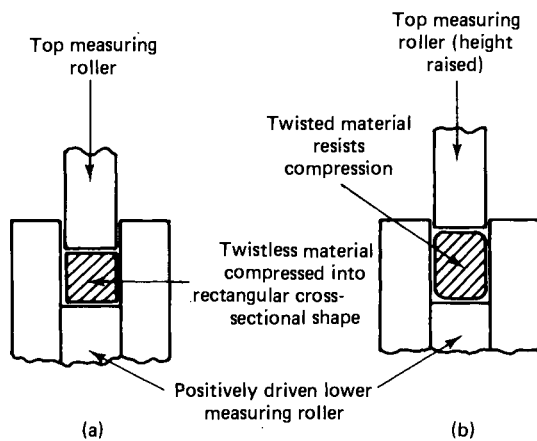 Top measuring
roller
Top measuring
roller (height
raised)
Twisted material
resists
compression
Twistless material
compressed into
rectangular cross-
sectional shape
Positively driven lower
measuring roller
(a)
(b)